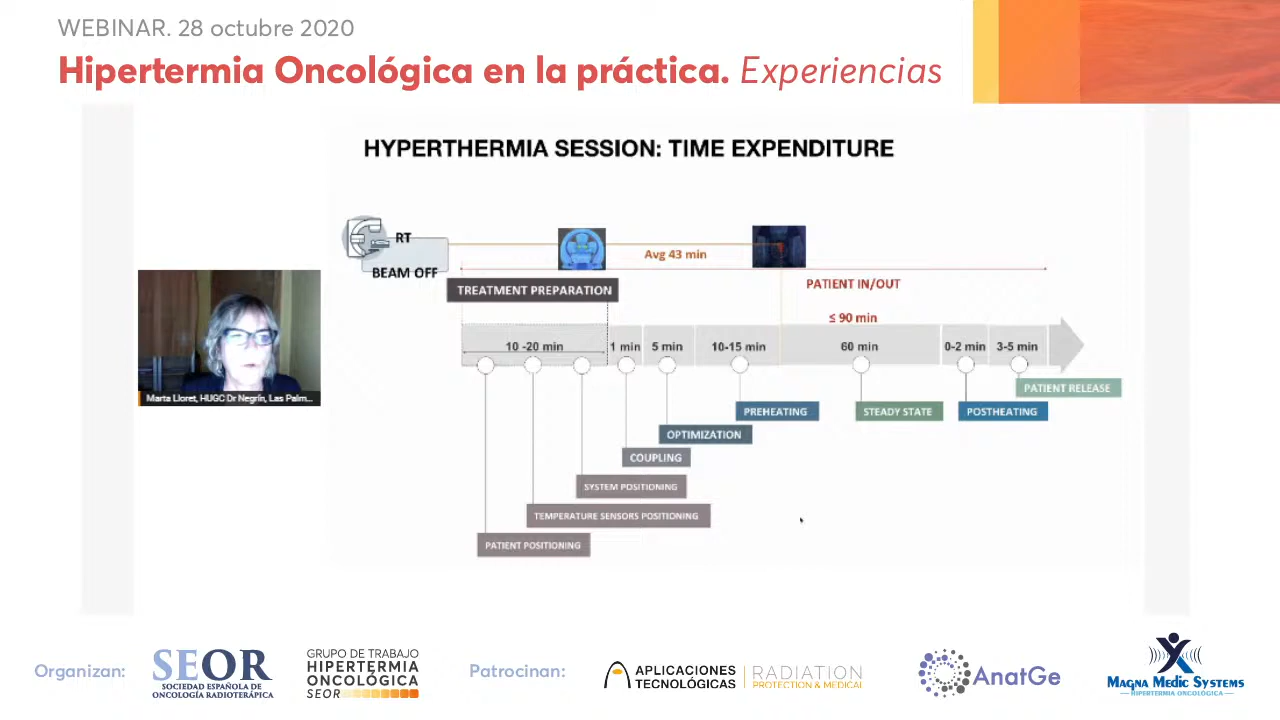 WEBINAR. 28 octubre 2020
Hipertermia Oncológica en la práctica. Experiencias
HYPERTHERMIA SESSION: TIME EXPENDITURE
RT
BEAM OFF
Avg 43 min
PATIENT IN/OUT
TREATMENT PREPARATION
≤ 90 min
10 -20 min
1 min
5 min
10-15 min
60 min
0-2 min
3-5 min
PATIENT RELEASE
PREHEATING
STEADY STATE
POSTHEATING
OPTIMIZATION
COUPLING
SYSTEM POSITIONING
TEMPERATURE SENSORS POSITIONING
PATIENT POSITIONING
Marta Lloret, HUGC Dr Negrín, Las Palm...
Organizan:
SEOR
SOCIEDAD ESPAÑOLA DE
ONCOLOGÍA RADIOTERÁPICA
GRUPO DE TRABAJO
HIPERTERMIA
ONCOLÓGICA
SEOR
Patrocinan:
APLICACIONES
TECNOLÓGICAS
RADIATION
PROTECTION & MEDICAL
AnatGe
MAGNA MEDIC SYSTEMS
HIPERTERMIA ONCOLÓGICA